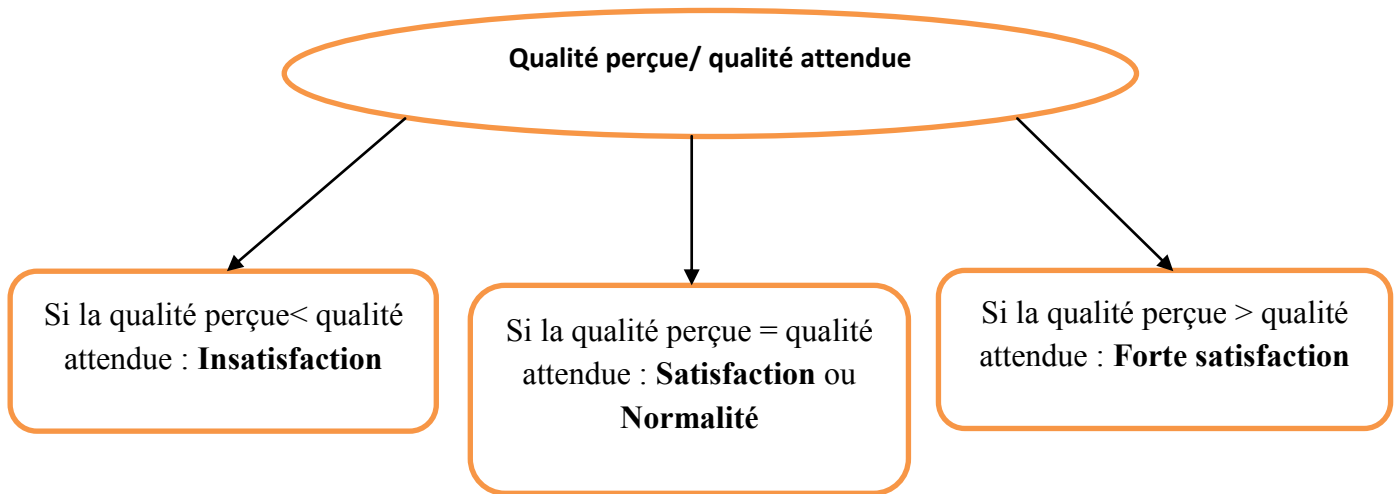 Qualité perçue/ qualité attendue
Si la qualité perçue< qualité
attendue : Insatisfaction
Si la qualité perçue = qualité
attendue : Satisfaction ou
Normalité
Si la qualité perçue > qualité
attendue : Forte satisfaction